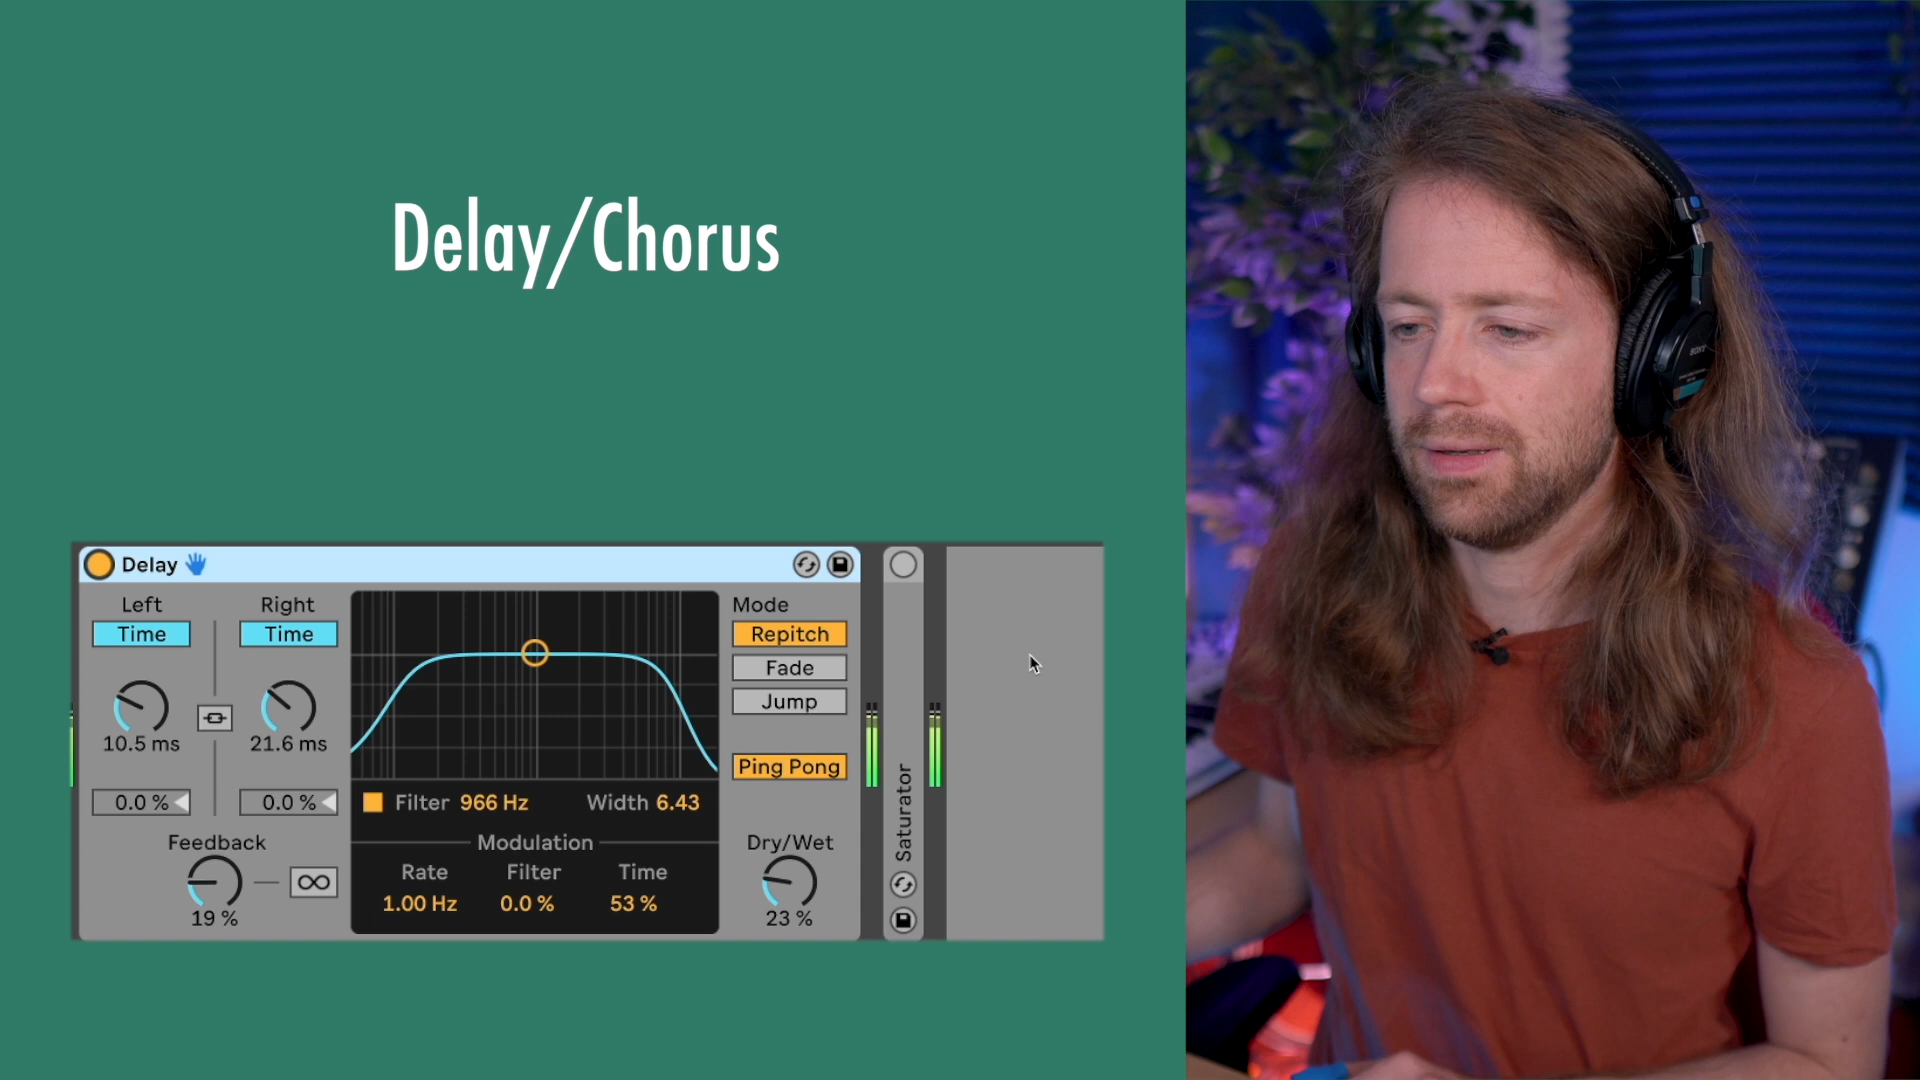 Delay/Chorus
Delay
Left
Right
Mode
Time
Time
Repitch
Fade
Jump
10.5 ms
21.6 ms
Ping Pong
0.0 %
0.0 %
Filter 966 Hz
Width 6.43
Feedback
Modulation
Dry/Wet
Rate
Filter
Time
19 %
1.00 Hz
0.0 %
53 %
23 %
Saturator
SONY